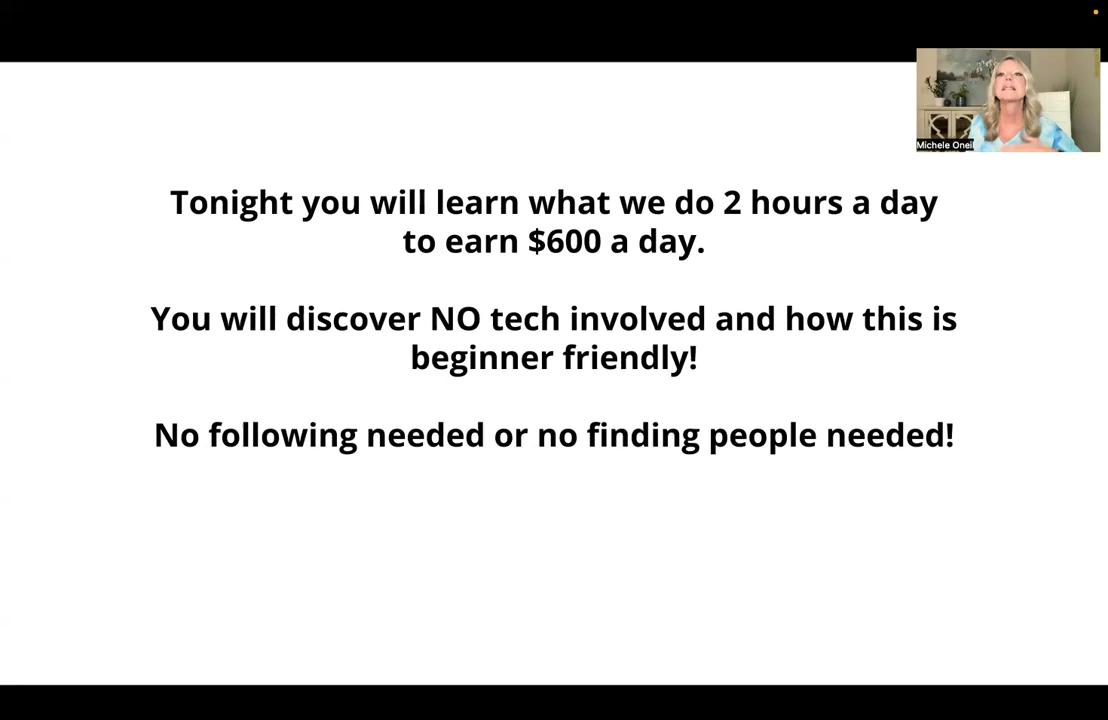 Michele Oneil
Tonight you will learn what we do 2 hours a day
to earn $600 a day.
You will discover NO tech involved and how this is
beginner friendly!
No following needed or no finding people needed!